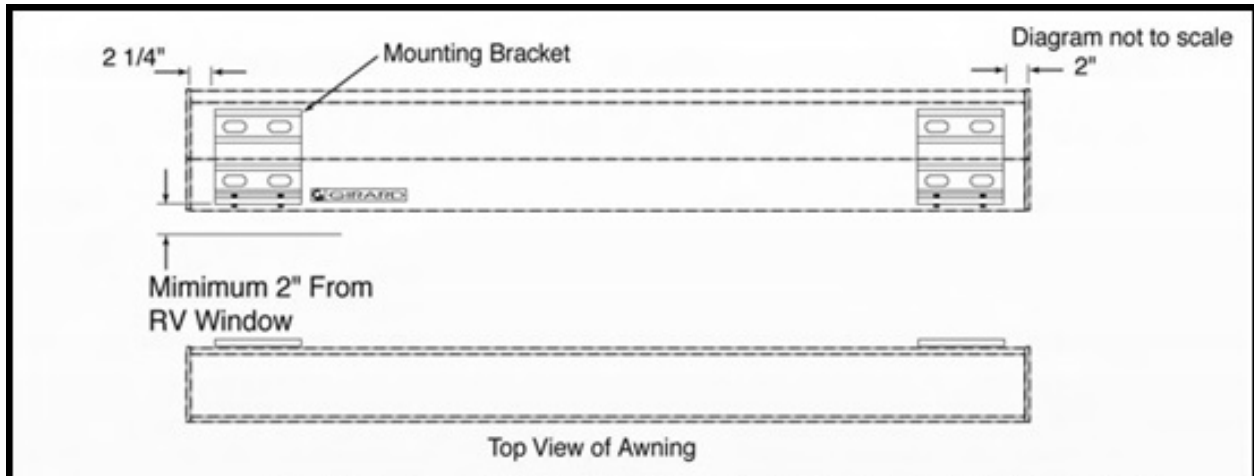 Diagram not to scale
2 1/4"
Mounting Bracket
2"
GIRARD
Mimimum 2" From
RV Window
Top View of Awning